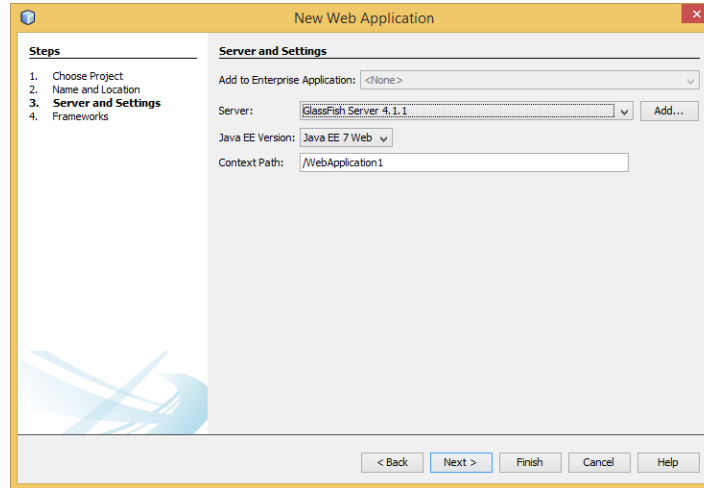 New Web Application
Steps
1. Choose Project
2. Name and Location
3. Server and Settings
4. Frameworks
Server and Settings
Add to Enterprise Application: <None>
Server: GlassFish Server 4.1.1 Add...
Java EE Version: Java EE 7 Web
Context Path: /WebApplication1
< Back Next > Finish Cancel Help